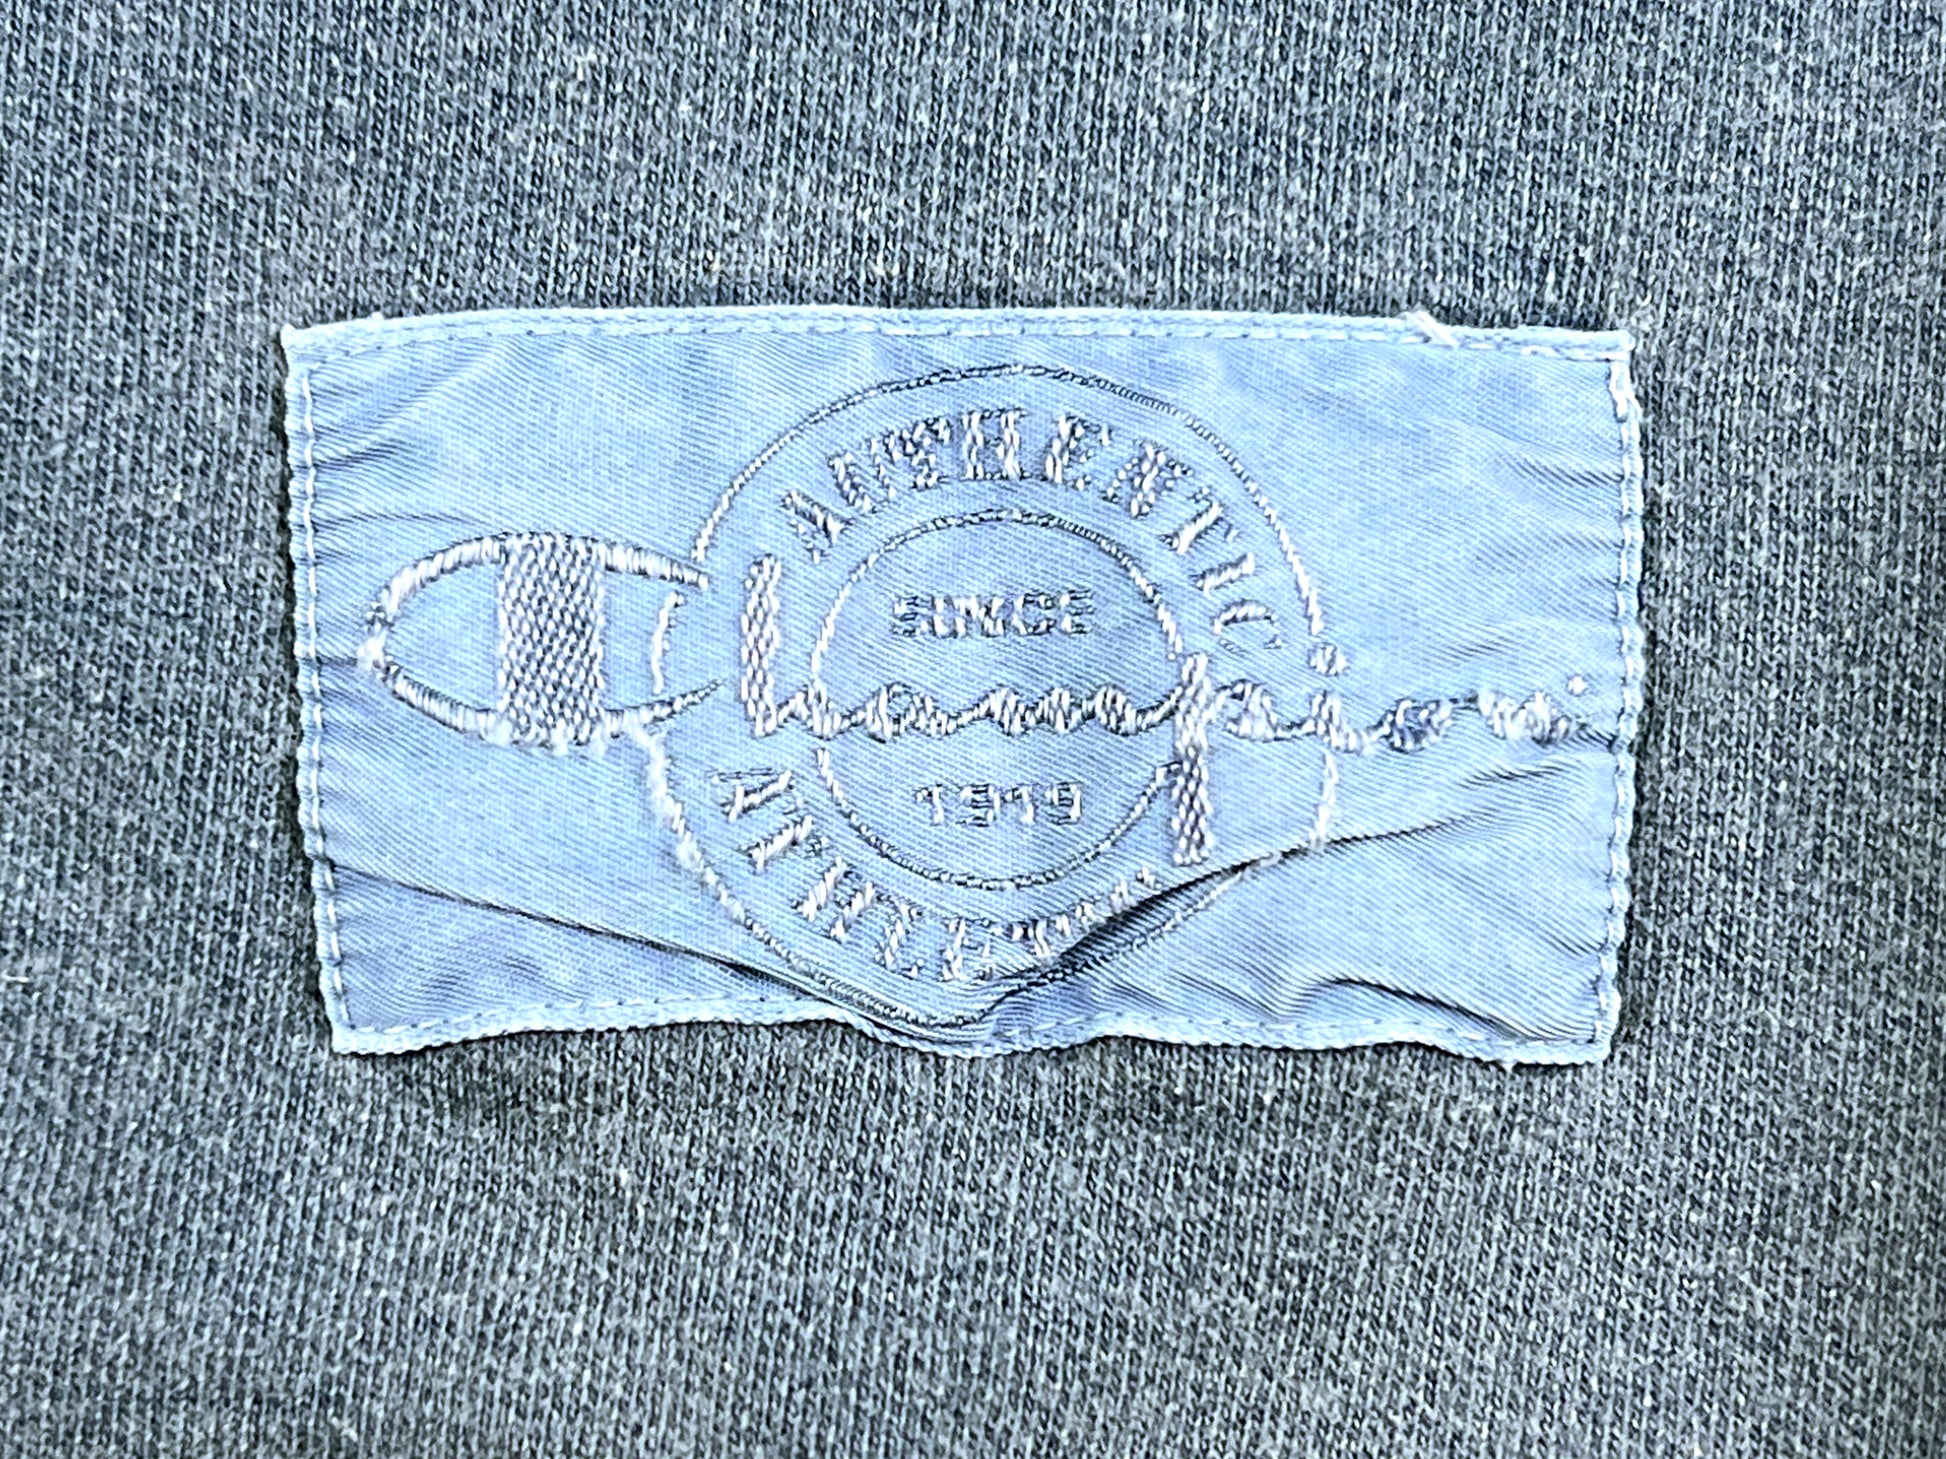 AUTHENTIC
SINCE
Champion
1919
ATHLETIC